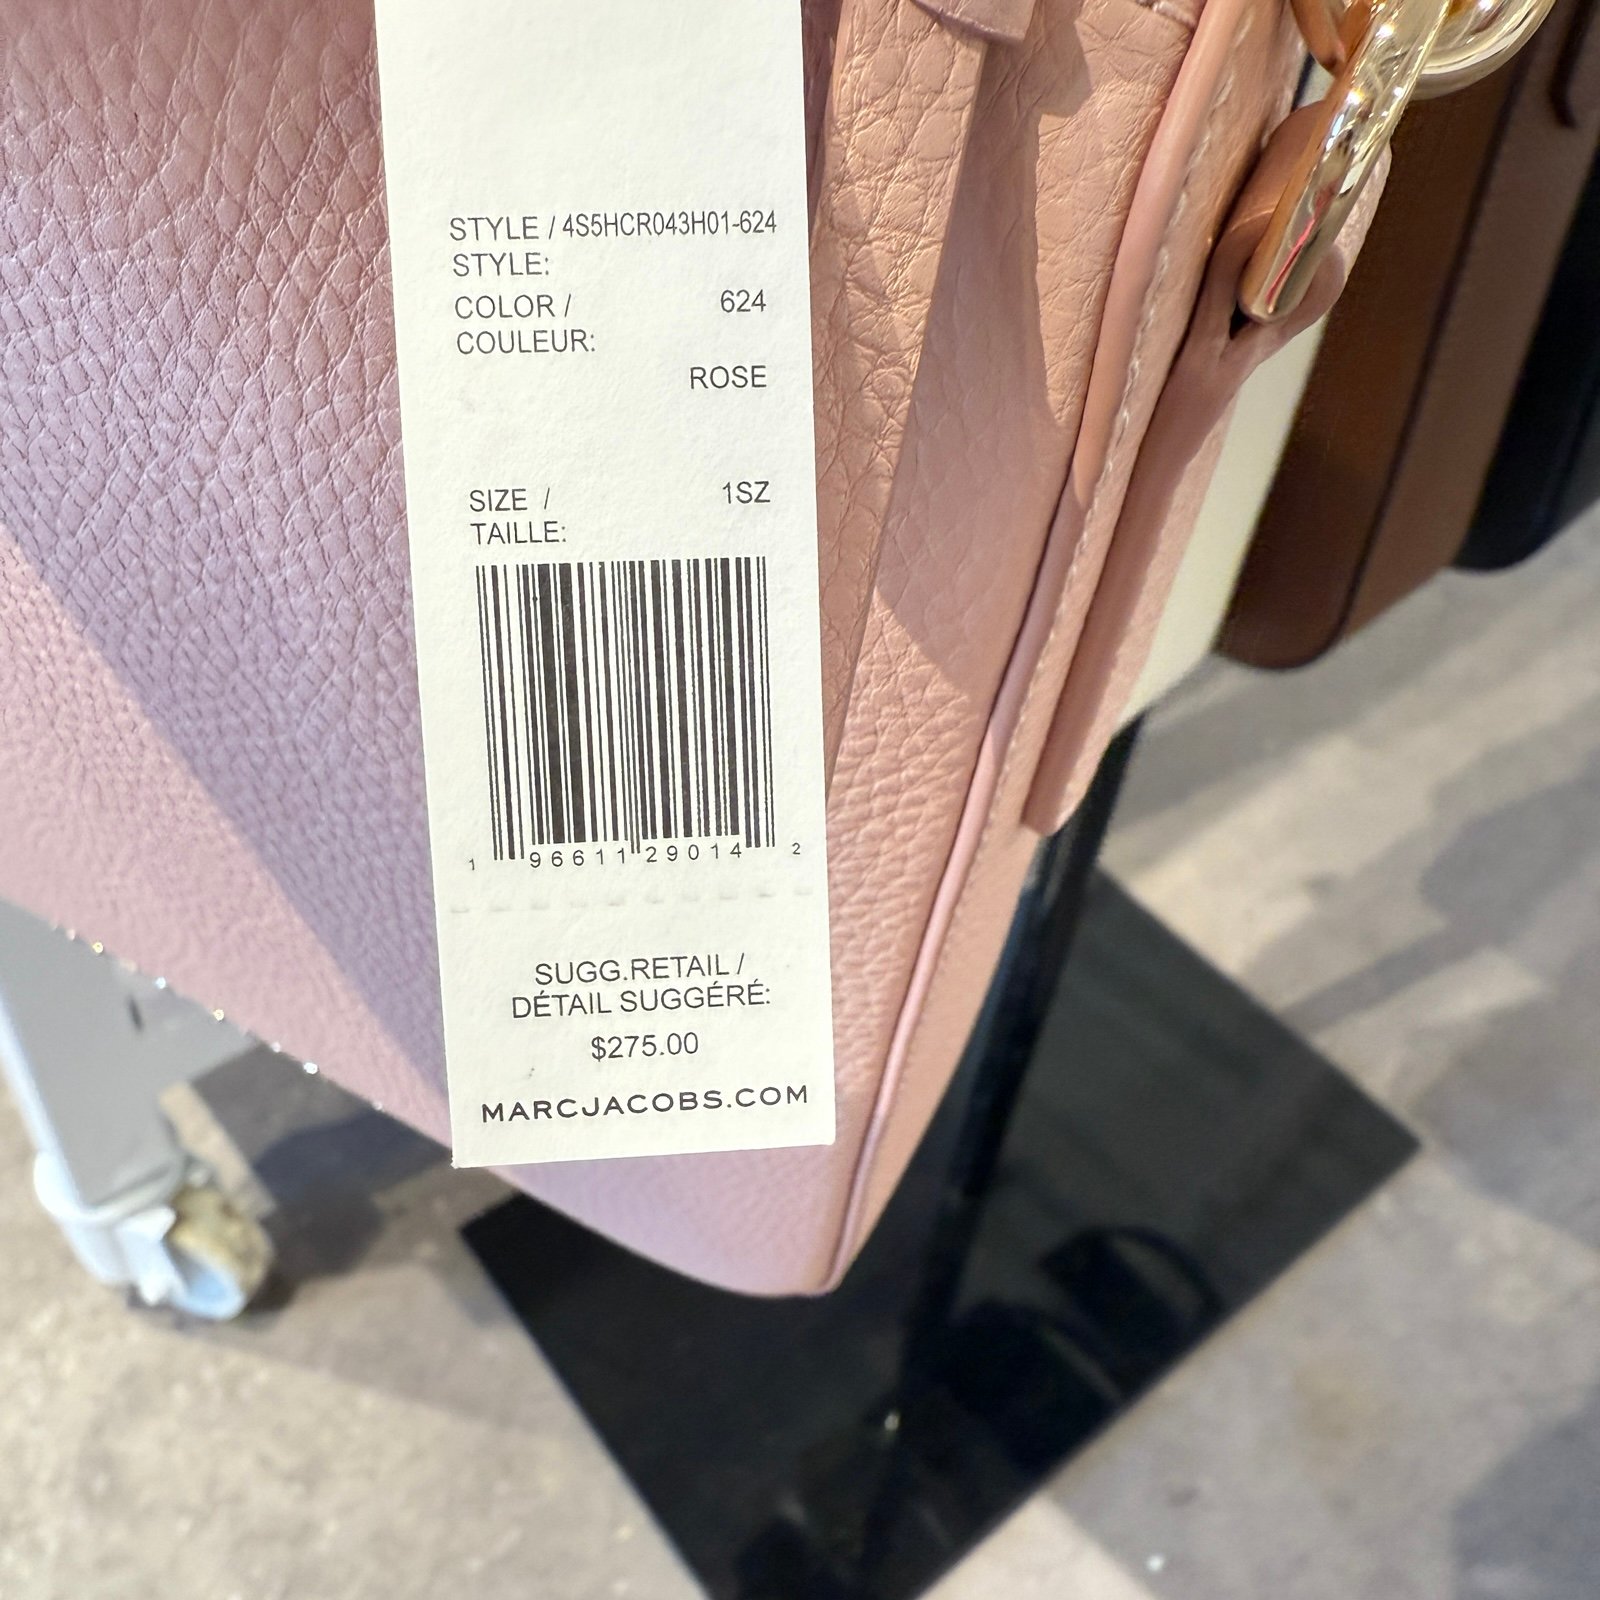 STYLE / 4S5HCR043H01-624
STYLE:
COLOR / 624
COULEUR:
ROSE
SIZE / 1SZ
TAILLE:
1 96611 29014 2
SUGG.RETAIL /
DÉTAIL SUGGÉRÉ:
$275.00
MARCJACOBS.COM